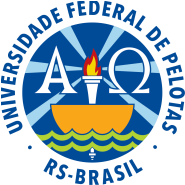 UNIVERSIDADE FEDERAL DE PELOTAS
Α Ω
· RS-BRASIL ·